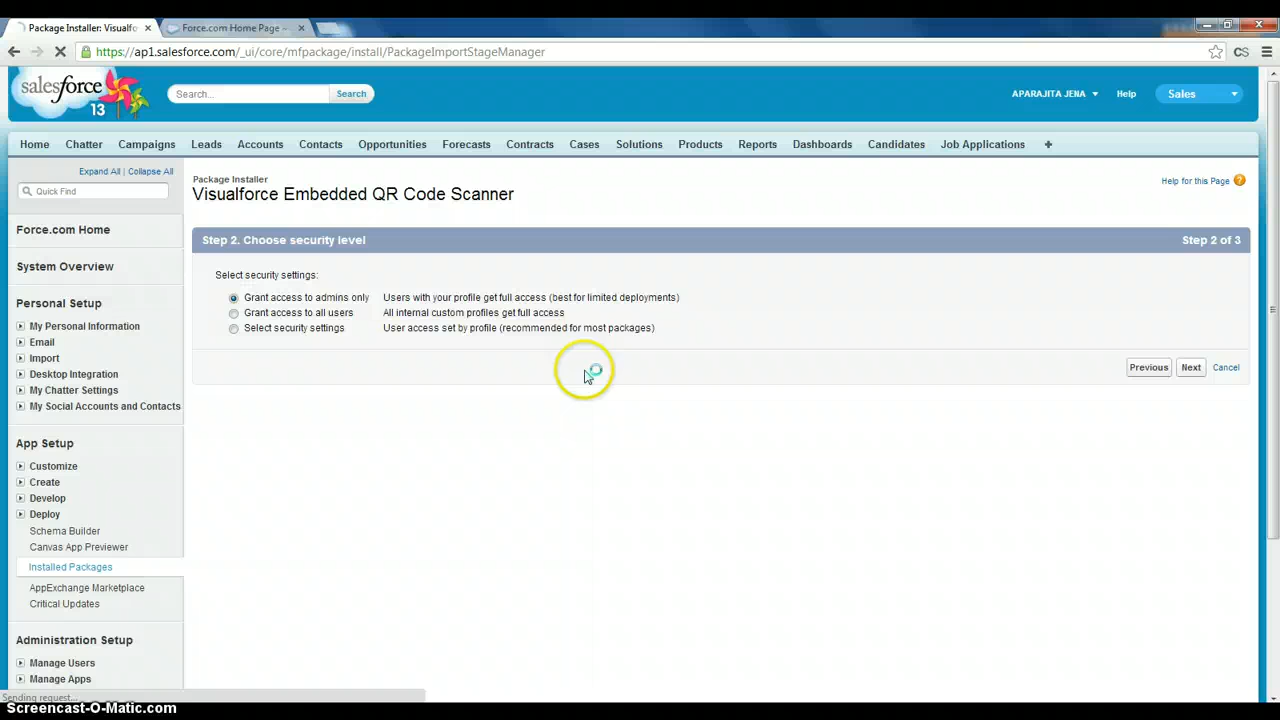 Package Installer: Visualfo
Force.com Home Page ~
https://ap1.salesforce.com/_ui/core/mfpackage/install/PackageImportStageManager
salesforce
13
Search...
Search
APARAJITA JENA
Help
Sales
Home Chatter Campaigns Leads Accounts Contacts Opportunities Forecasts Contracts Cases Solutions Products Reports Dashboards Candidates Job Applications +
Expand All | Collapse All
Quick Find
Force.com Home
System Overview
Personal Setup
My Personal Information
Email
Import
Desktop Integration
My Chatter Settings
My Social Accounts and Contacts
App Setup
Customize
Create
Develop
Deploy
Schema Builder
Canvas App Previewer
Installed Packages
AppExchange Marketplace
Critical Updates
Administration Setup
Manage Users
Manage Apps
Package Installer
Visualforce Embedded QR Code Scanner
Help for this Page
Step 2. Choose security level
Step 2 of 3
Select security settings:
Grant access to admins only Users with your profile get full access (best for limited deployments)
Grant access to all users All internal custom profiles get full access
Select security settings User access set by profile (recommended for most packages)
Previous Next Cancel
Sending request...
Screencast-O-Matic.com